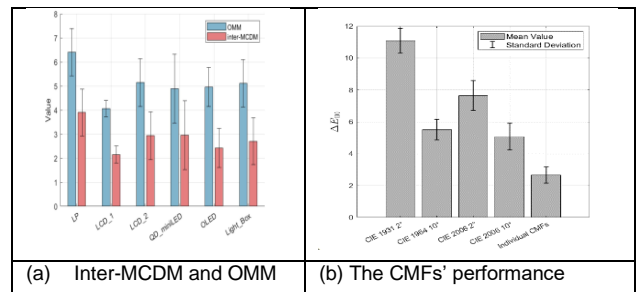 8
7
6
5
4
3
2
1
0
Value
OMM
inter-MCDM
LP
LCD_1
LCD_2
QD_miniLED
OLED
Light_Box
(a) Inter-MCDM and OMM
12
10
8
6
4
2
0
Mean Value
Standard Deviation
CIE 1931 2°
CIE 1964 10°
CIE 2006 2°
CIE 2006 10°
Individual CMFs
(b) The CMFs' performance